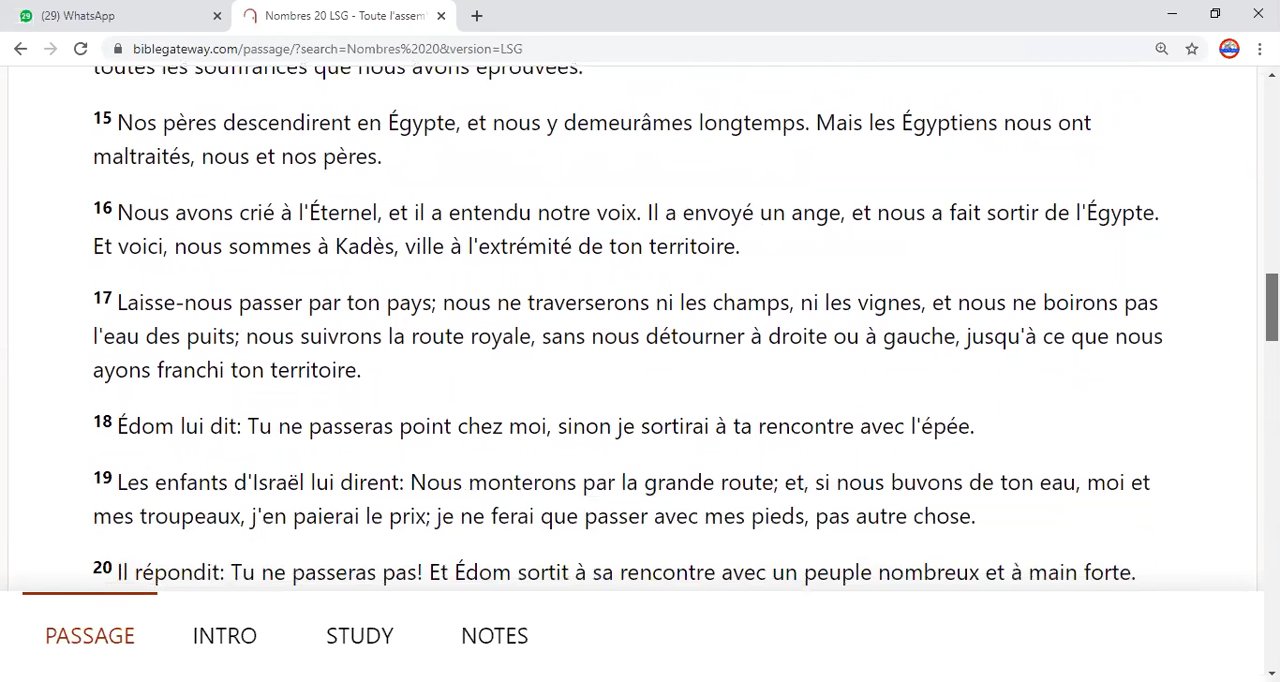 (29) WhatsApp
Nombres 20 LSG - Toute l'assem
biblegateway.com/passage/?search=Nombres%2020&version=LSG
toutes les souffrances que nous avons éprouvées.
15 Nos pères descendirent en Égypte, et nous y demeurâmes longtemps. Mais les Égyptiens nous ont
maltraités, nous et nos pères.
16 Nous avons crié à l'Éternel, et il a entendu notre voix. Il a envoyé un ange, et nous a fait sortir de l'Égypte.
Et voici, nous sommes à Kadès, ville à l'extrémité de ton territoire.
17 Laisse-nous passer par ton pays; nous ne traverserons ni les champs, ni les vignes, et nous ne boirons pas
l'eau des puits; nous suivrons la route royale, sans nous détourner à droite ou à gauche, jusqu'à ce que nous
ayons franchi ton territoire.
18 Édom lui dit: Tu ne passeras point chez moi, sinon je sortirai à ta rencontre avec l'épée.
19 Les enfants d'Israël lui dirent: Nous monterons par la grande route; et, si nous buvons de ton eau, moi et
mes troupeaux, j'en paierai le prix; je ne ferai que passer avec mes pieds, pas autre chose.
20 Il répondit: Tu ne passeras pas! Et Édom sortit à sa rencontre avec un peuple nombreux et à main forte.
PASSAGE INTRO STUDY NOTES